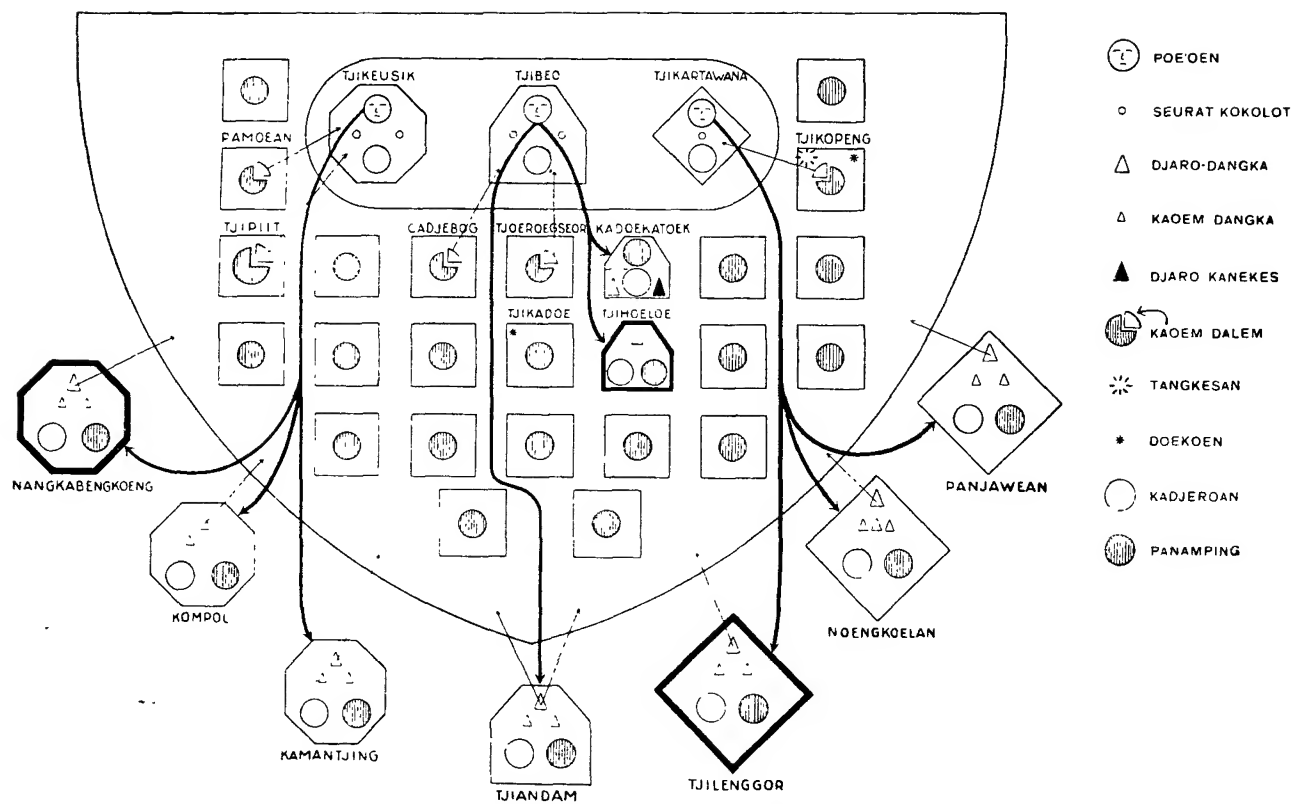 TJIKEUSIK
TJIBEO
TJIKARTAWANA
PAMOEAN
TJIKOPENG
TJIPIIT
CADJEBOG
TJOEROEGSEOR
KADOEKATOEK
TJIKADOE
TJIHOELOE
NANGKABENGKOENG
KOMPOL
KAMANTJING
TJIANDAM
TJILENGGOR
NOENGKOELAN
PANJAWEAN
POE'OEN
SEURAT KOKOLOT
DJARO-DANGKA
KAOEM DANGKA
DJARO KANEKES
KAOEM DALEM
TANGKESAN
DOEKOEN
KADJEROAN
PANAMPING